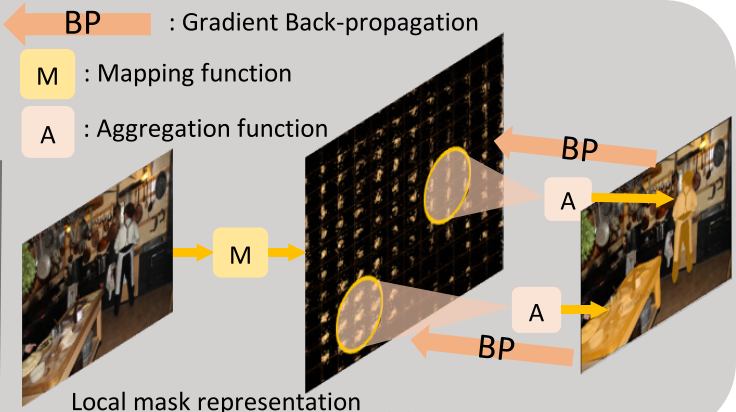 BP : Gradient Back-propagation
M : Mapping function
A : Aggregation function
BP
A
M
A
BP
Local mask representation